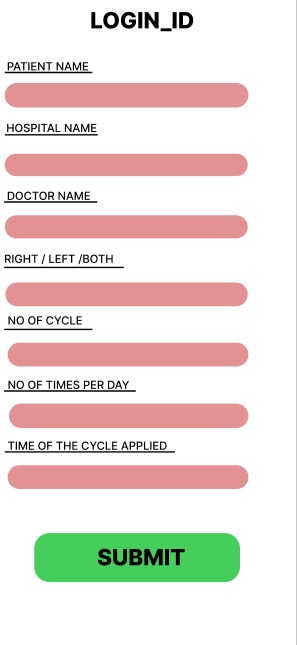 LOGIN_ID
PATIENT NAME
HOSPITAL NAME
DOCTOR NAME
RIGHT / LEFT /BOTH
NO OF CYCLE
NO OF TIMES PER DAY
TIME OF THE CYCLE APPLIED
SUBMIT